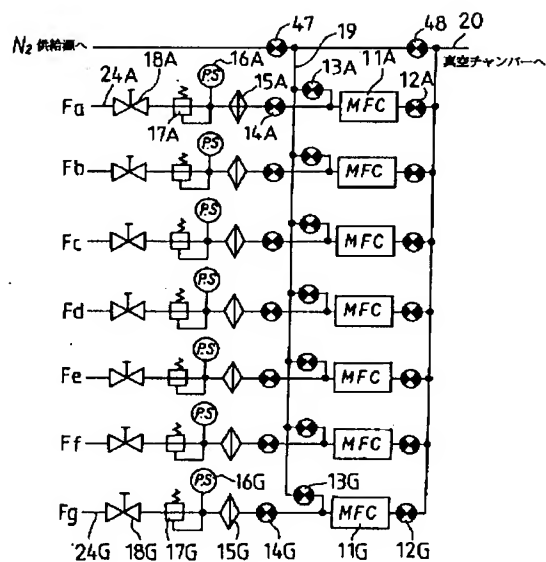 47 19 48 20
N2 供給源へ
真空チャンバーへ
24A 18A 16A 15A 13A 11A 12A
PS
Fa MFC
17A 14A
PS
Fb MFC
PS
Fc MFC
PS
Fd MFC
PS
Fe MFC
PS
Ff MFC
PS 16G 13G
Fg MFC
24G 18G 17G 15G 14G 11G 12G